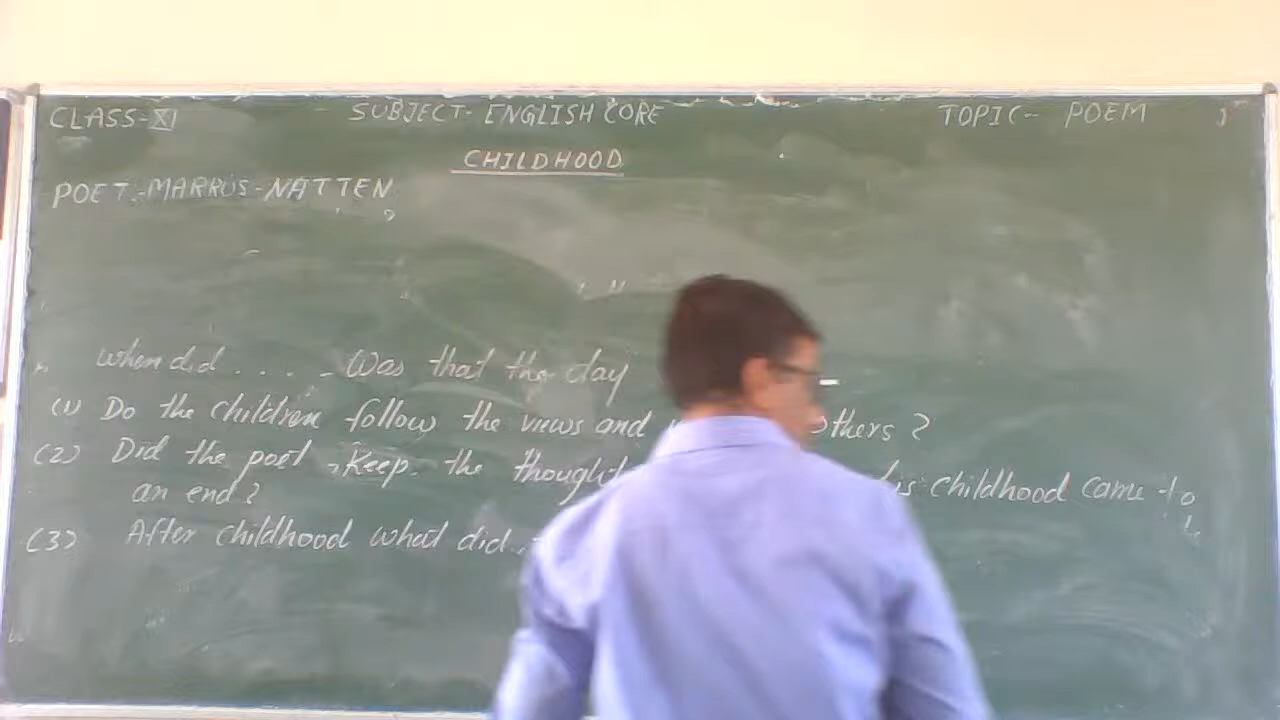 CLASS-XI
SUBJECT-ENGLISH CORE
TOPIC- POEM
CHILDHOOD
POET-MARRUS-NATTEN
when did . . . . - Was that the day
(1) Do the children follow the views and others ?
(2) Did the poet Keep the thought his childhood came to
an end?
(3) After childhood what did